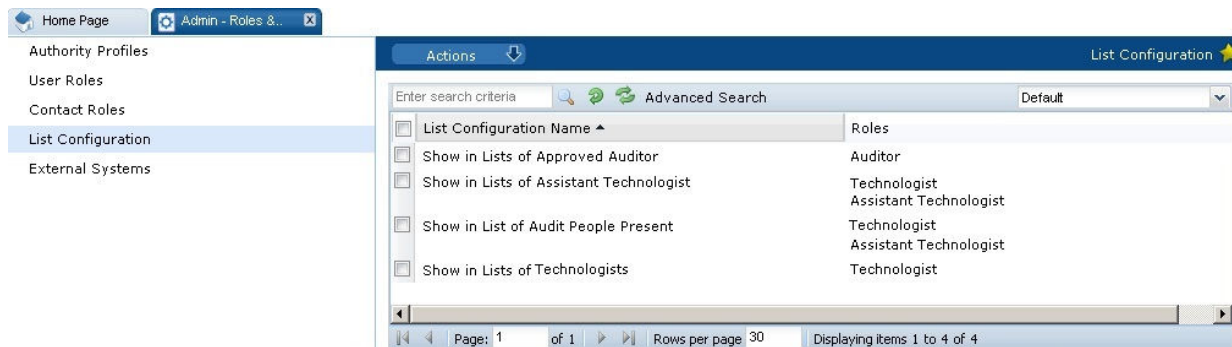 Home Page
Admin - Roles &..
Authority Profiles
User Roles
Contact Roles
List Configuration
External Systems
Actions
List Configuration
Enter search criteria
Advanced Search
Default
List Configuration Name
Roles
Show in Lists of Approved Auditor
Auditor
Show in Lists of Assistant Technologist
Technologist
Assistant Technologist
Show in List of Audit People Present
Technologist
Assistant Technologist
Show in Lists of Technologists
Technologist
Page: 1 of 1
Rows per page 30
Displaying items 1 to 4 of 4